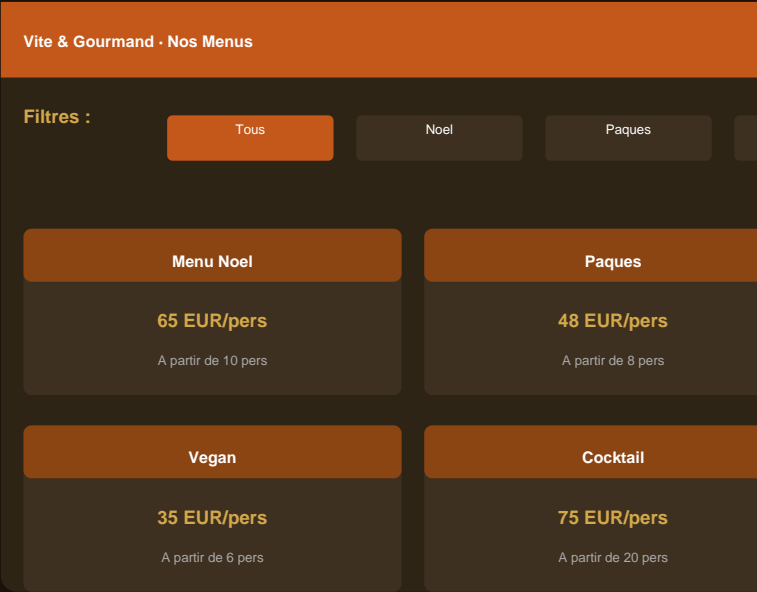 Vite & Gourmand · Nos Menus
Filtres :
Tous
Noel
Paques
Menu Noel
Paques
65 EUR/pers
48 EUR/pers
A partir de 10 pers
A partir de 8 pers
Vegan
Cocktail
35 EUR/pers
75 EUR/pers
A partir de 6 pers
A partir de 20 pers